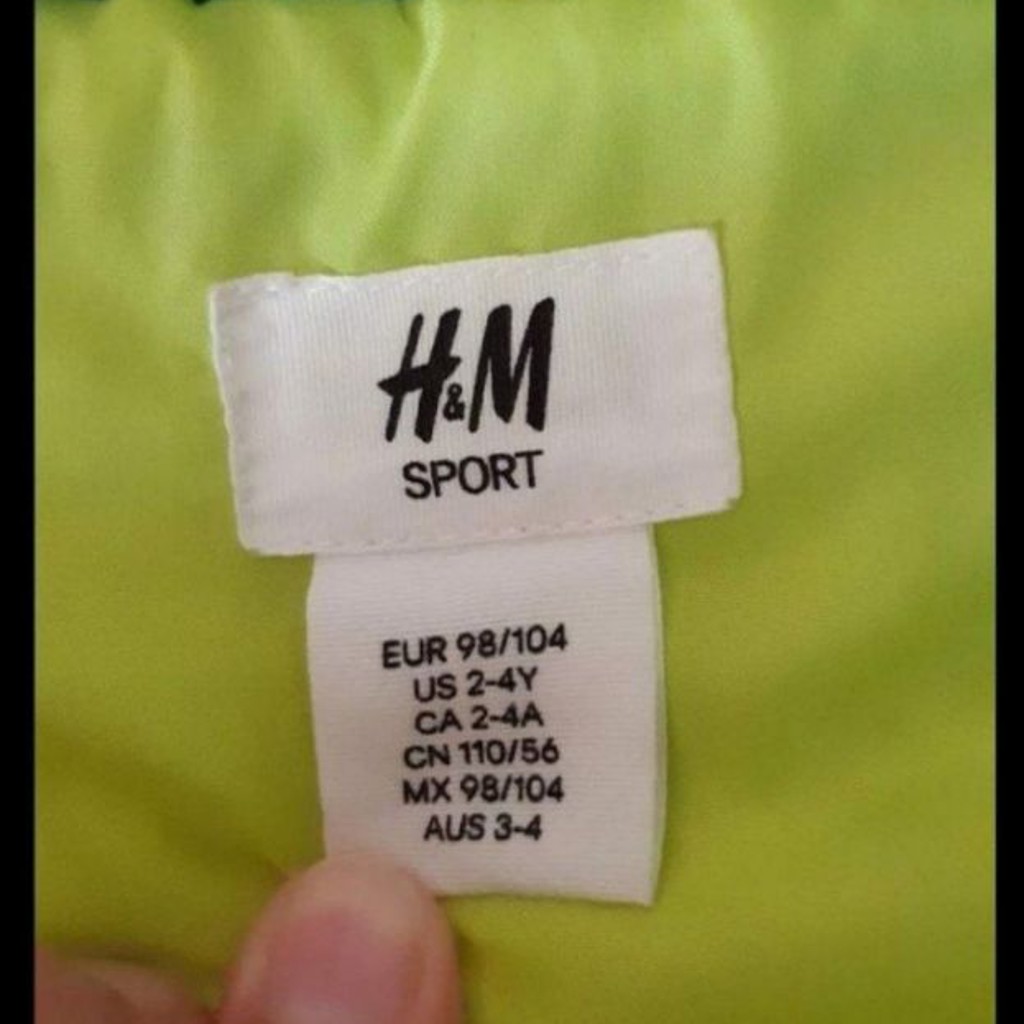 H&M
SPORT
EUR 98/104
US 2-4Y
CA 2-4A
CN 110/56
MX 98/104
AUS 3-4